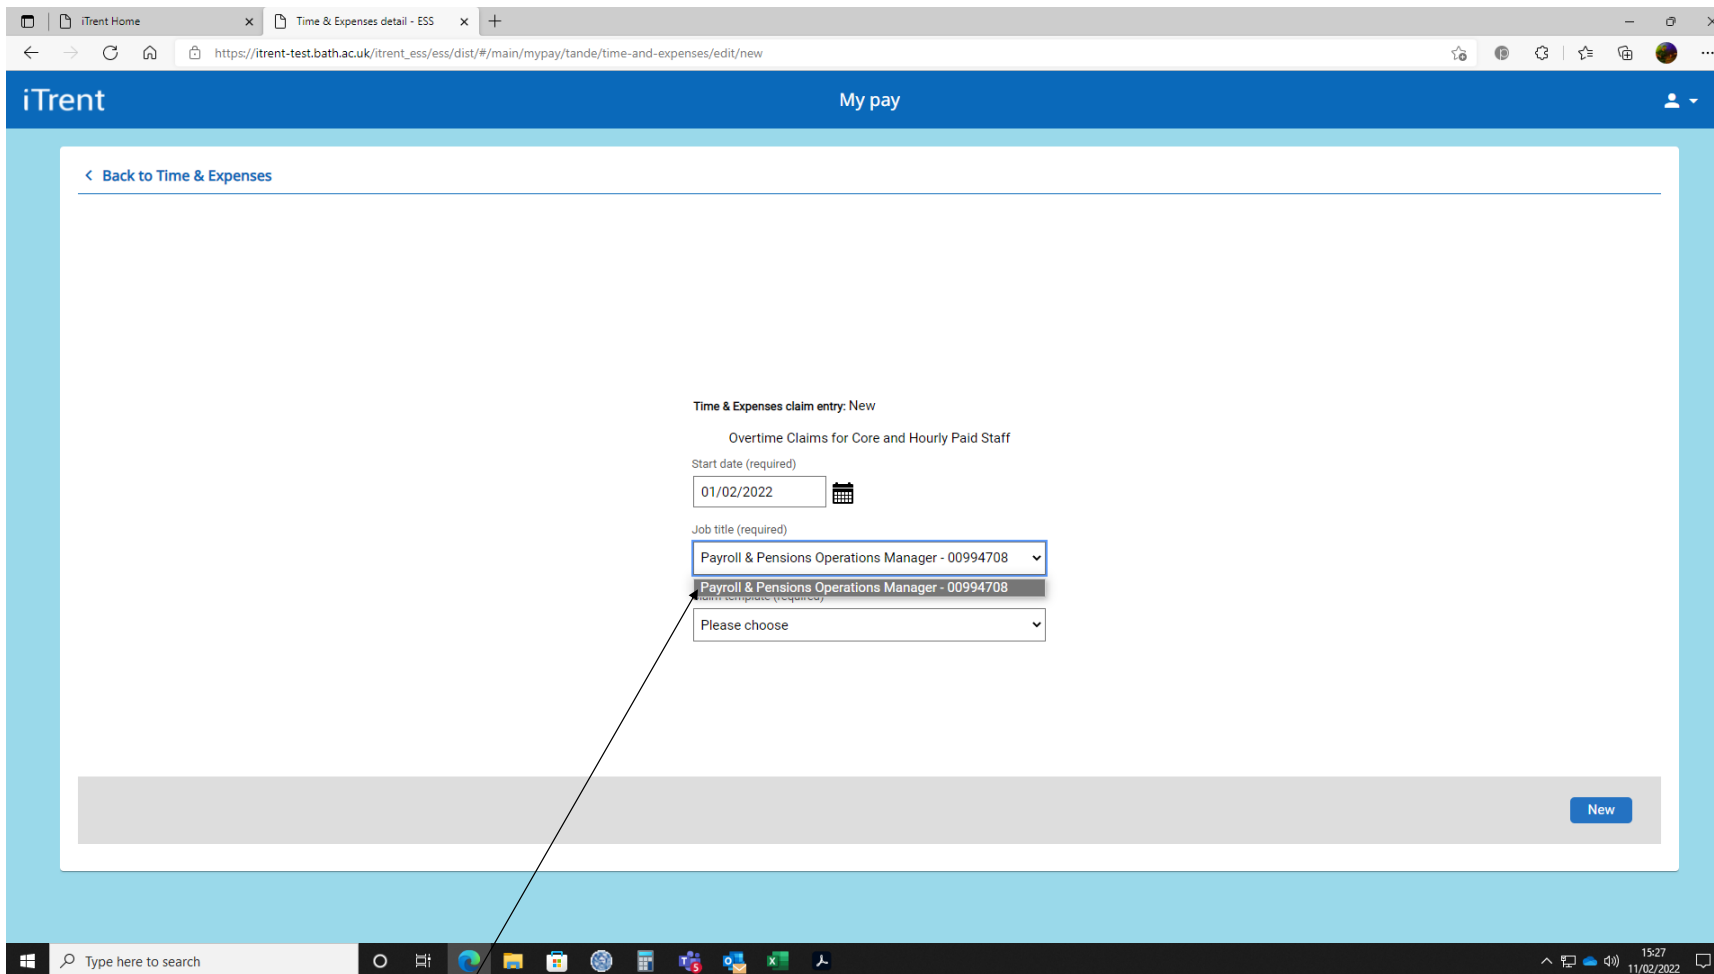 iTrent Home
Time & Expenses detail - ESS
https://itrent-test.bath.ac.uk/itrent_ess/ess/dist/#/main/mypay/tande/time-and-expenses/edit/new
iTrent
My pay
Back to Time & Expenses
Time & Expenses claim entry: New
Overtime Claims for Core and Hourly Paid Staff
Start date (required)
01/02/2022
Job title (required)
Payroll & Pensions Operations Manager - 00994708
Payroll & Pensions Operations Manager - 00994708
Claim template (required)
Please choose
New
Type here to search
15:27
11/02/2022